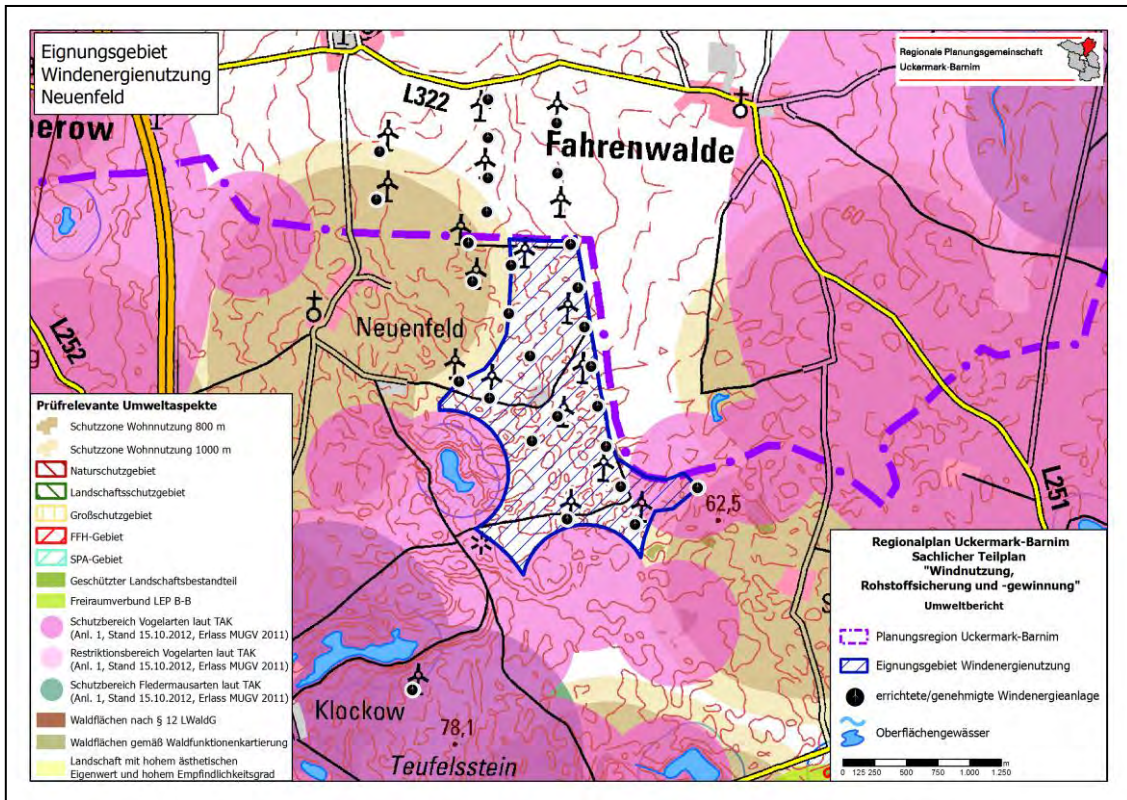 Eignungsgebiet
Windenergienutzung
Neuenfeld
Regionale Planungsgemeinschaft
Uckermark-Barnim
L322
Fahrenwalde
60
Neuenfeld
L252
L251
62,5
Klockow
78,1
Teufelsstein
Prüfrelevante Umweltaspekte
Schutzzone Wohnnutzung 800 m
Schutzzone Wohnnutzung 1000 m
Naturschutzgebiet
Landschaftsschutzgebiet
Großschutzgebiet
FFH-Gebiet
SPA-Gebiet
Geschützter Landschaftsbestandteil
Freiraumverbund LEP B-B
Schutzbereich Vogelarten laut TAK
(Anl. 1, Stand 15.10.2012, Erlass MUGV 2011)
Restriktionsbereich Vogelarten laut TAK
(Anl. 1, Stand 15.10.2012, Erlass MUGV 2011)
Schutzbereich Fledermausarten laut TAK
(Anl. 1, Stand 15.10.2012, Erlass MUGV 2011)
Waldflächen nach § 12 LWaldG
Waldflächen gemäß Waldfunktionenkartierung
Landschaft mit hohem ästhetischen
Eigenwert und hohem Empfindlichkeitsgrad
Regionalplan Uckermark-Barnim
Sachlicher Teilplan
"Windnutzung,
Rohstoffsicherung und -gewinnung"
Umweltbericht
Planungsregion Uckermark-Barnim
Eignungsgebiet Windenergienutzung
errichtete/genehmigte Windenergieanlage
Oberflächengewässer
0 125 250 500 750 1.000 1.250 m